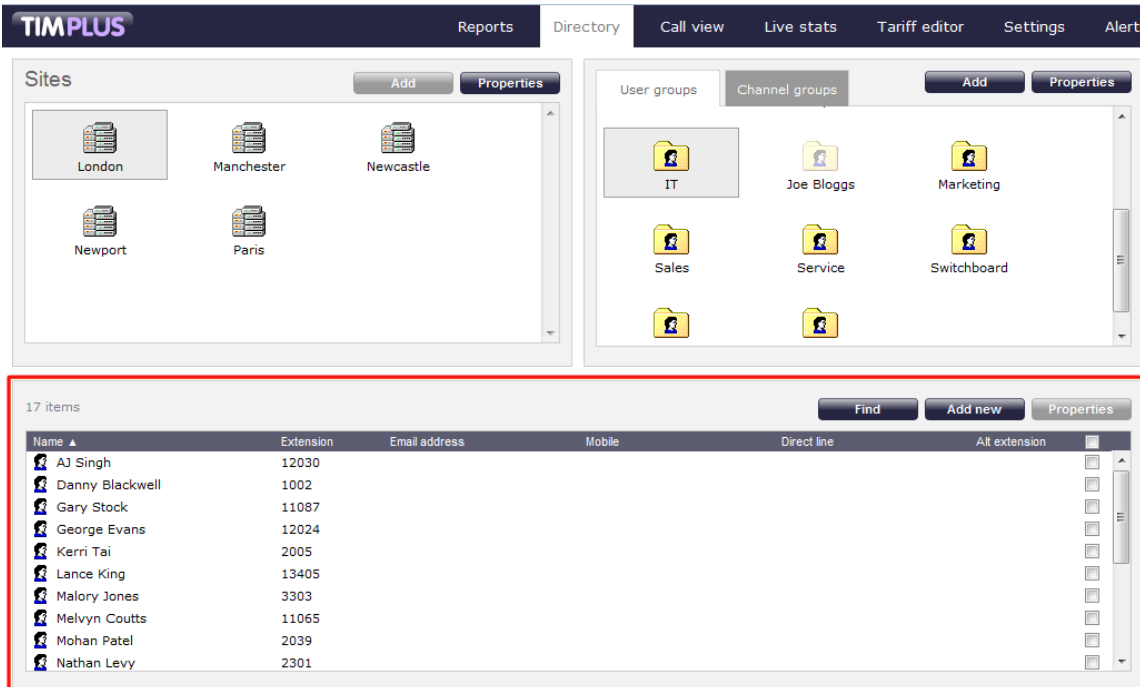 TIMPLUS Reports Directory Call view Live stats Tariff editor Settings Alert
Sites Add Properties
London Manchester Newcastle
Newport Paris
User groups Channel groups Add Properties
IT Joe Bloggs Marketing
Sales Service Switchboard
17 items Find Add new Properties
Name ▲ Extension Email address Mobile Direct line Alt extension
AJ Singh 12030
Danny Blackwell 1002
Gary Stock 11087
George Evans 12024
Kerri Tai 2005
Lance King 13405
Malory Jones 3303
Melvyn Coutts 11065
Mohan Patel 2039
Nathan Levy 2301